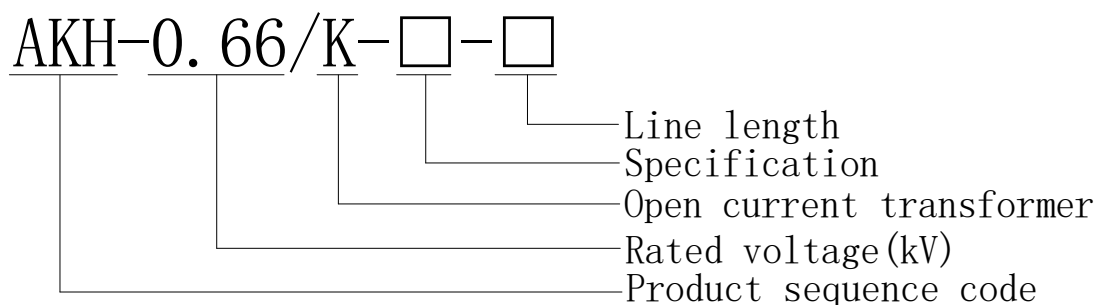 AKH-0.66/K-□-□
Line length
Specification
Open current transformer
Rated voltage(kV)
Product sequence code